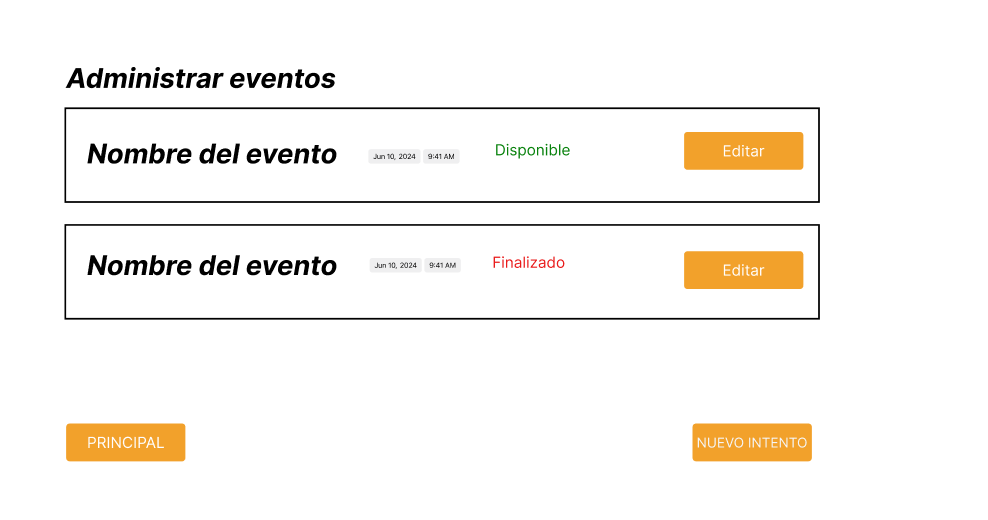 Administrar eventos
Nombre del evento Jun 10, 2024 9:41 AM Disponible Editar
Nombre del evento Jun 10, 2024 9:41 AM Finalizado Editar
PRINCIPAL NUEVO INTENTO